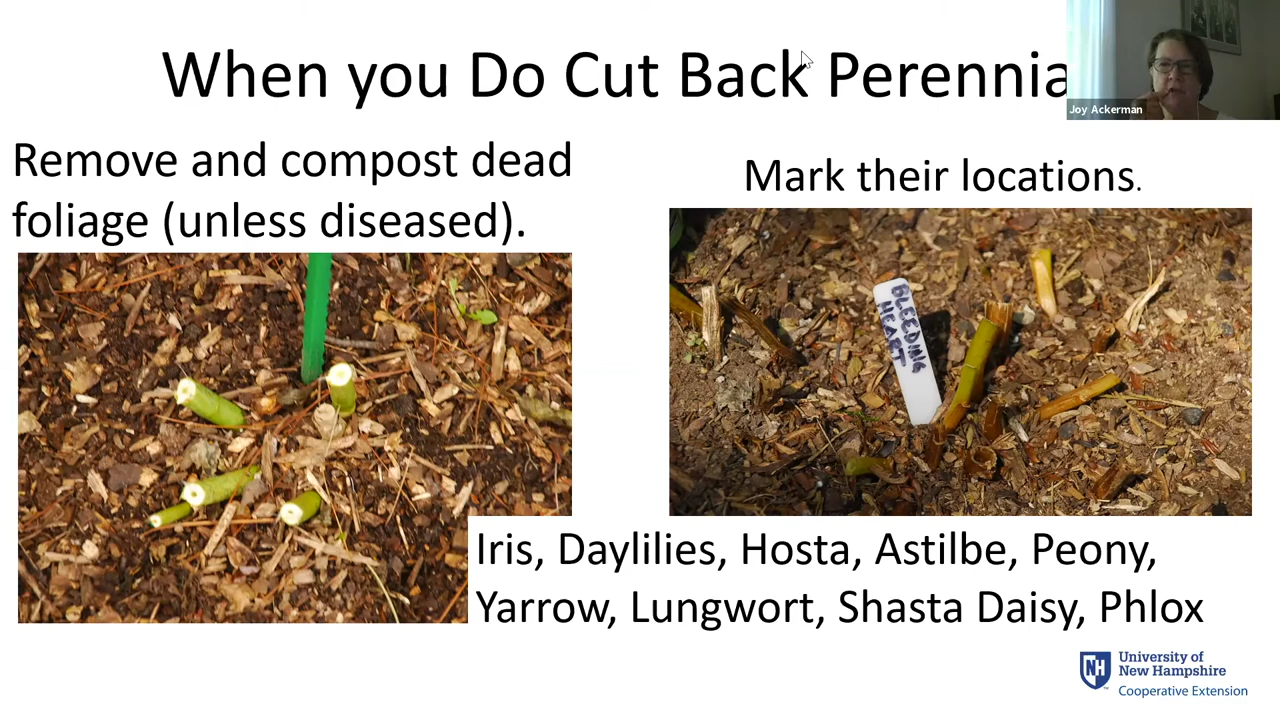 When you Do Cut Back Perennia
Joy Ackerman
Remove and compost dead
foliage (unless diseased).
Mark their locations.
BLEEDING
HEART
Iris, Daylilies, Hosta, Astilbe, Peony,
Yarrow, Lungwort, Shasta Daisy, Phlox
NH
University of
New Hampshire
Cooperative Extension